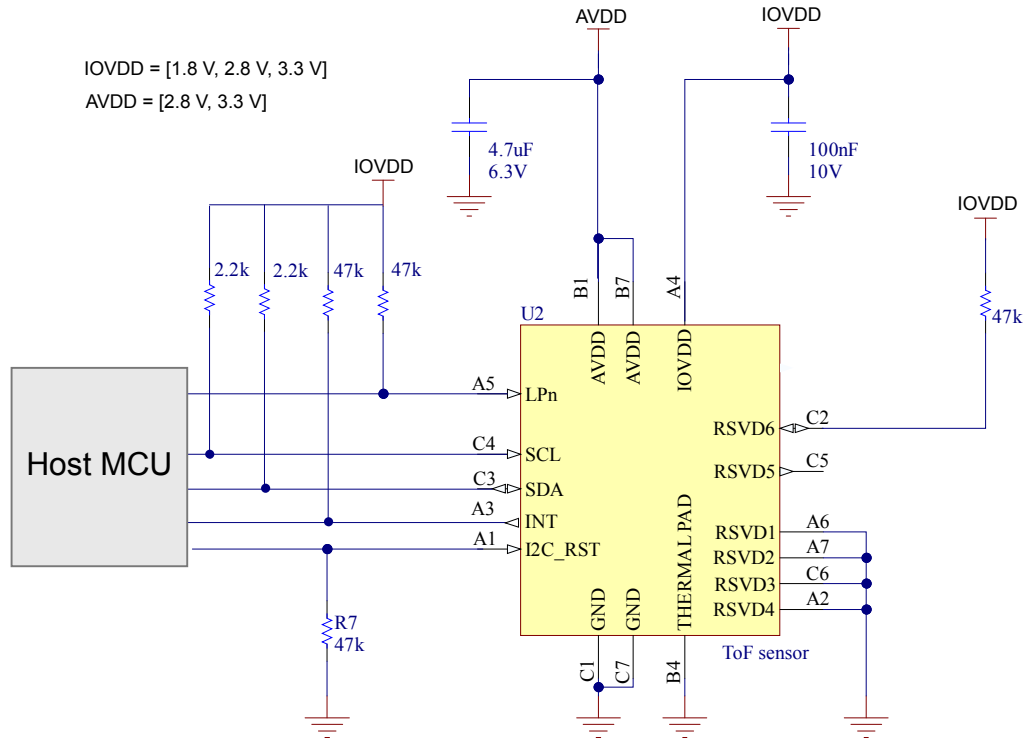 AVDD
IOVDD
IOVDD = [1.8 V, 2.8 V, 3.3 V]
AVDD = [2.8 V, 3.3 V]
4.7uF
6.3V
100nF
10V
IOVDD
IOVDD
2.2k
2.2k
47k
47k
47k
B1
B7
A4
U2
AVDD
AVDD
IOVDD
Host MCU
A5
LPn
C4
SCL
C3
SDA
A3
INT
A1
I2C_RST
RSVD6
C2
RSVD5
C5
RSVD1
A6
RSVD2
A7
RSVD3
C6
RSVD4
A2
GND
GND
THERMAL PAD
R7
47k
ToF sensor
C1
C7
B4